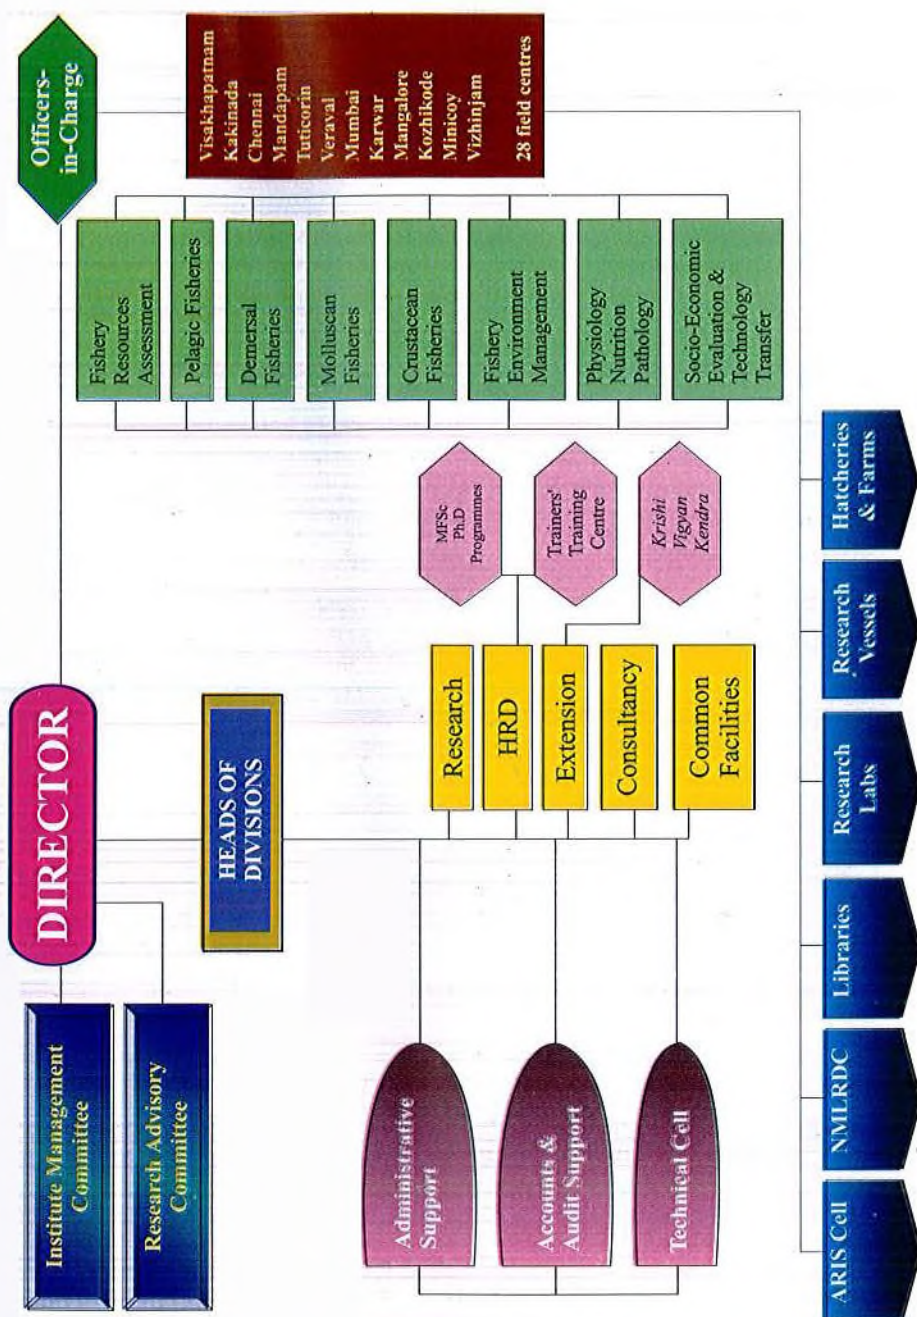 DIRECTOR
Institute Management
Committee
Research Advisory
Committee
HEADS OF
DIVISIONS
Officers-
in-Charge
Visakhapatnam
Kakinada
Chennai
Mandapam
Tuticorin
Veraval
Mumbai
Karwar
Mangalore
Kozhikode
Minicoy
Vizhinjam
28 field centres
Fishery
Resources
Assessment
Pelagic Fisheries
Demersal
Fisheries
Molluscan
Fisheries
Crustacean
Fisheries
Fishery
Environment
Management
Physiology
Nutrition
Pathology
Socio-Economic
Evaluation &
Technology
Transfer
Administrative
Support
Accounts &
Audit Support
Technical Cell
Research
HRD
Extension
Consultancy
Common
Facilities
MFSc
Ph.D
Programmes
Trainers'
Training
Centre
Krishi
Vigyan
Kendra
ARIS Cell
NMLRDC
Libraries
Research
Labs
Research
Vessels
Hatcheries
& Farms